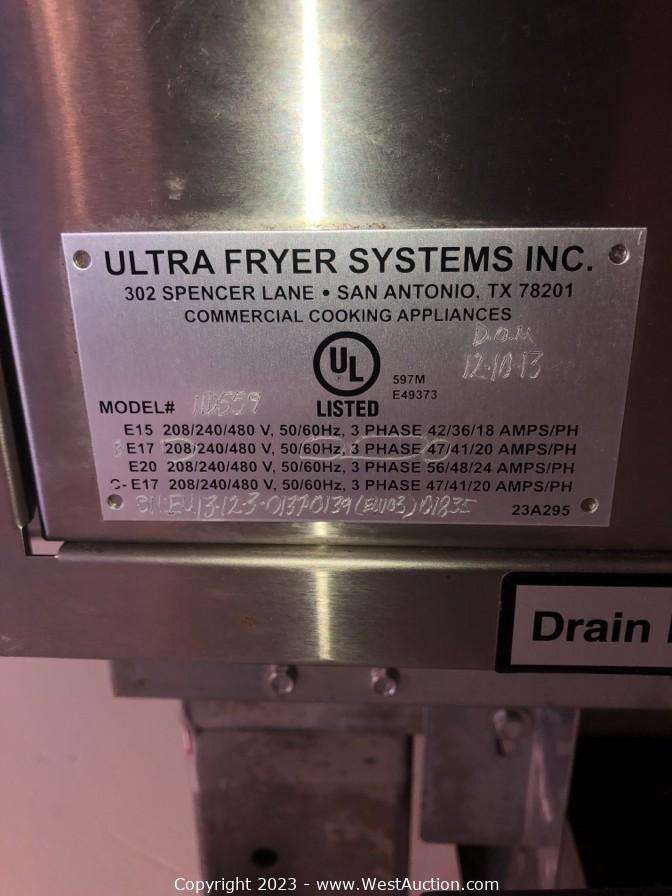 ULTRA FRYER SYSTEMS INC.
302 SPENCER LANE • SAN ANTONIO, TX 78201
COMMERCIAL COOKING APPLIANCES
D.O.M
12-10-13
UL
LISTED
597M
E49373
MODEL#
E15 208/240/480 V, 50/60Hz, 3 PHASE 42/36/18 AMPS/PH
E17 208/240/480 V, 50/60Hz, 3 PHASE 47/41/20 AMPS/PH
E20 208/240/480 V, 50/60Hz, 3 PHASE 56/48/24 AMPS/PH
C- E17 208/240/480 V, 50/60Hz, 3 PHASE 47/41/20 AMPS/PH
23A295
Drain
Copyright 2023 - www.WestAuction.com